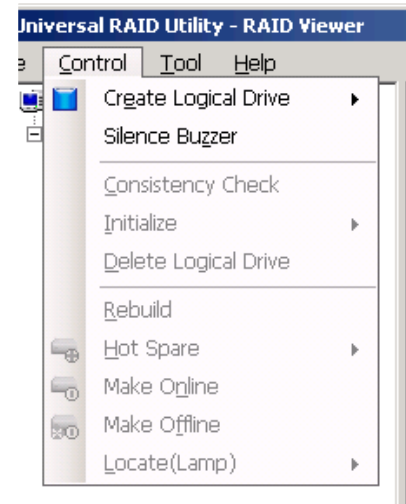 Universal RAID Utility - RAID Viewer
Control Tool Help
Create Logical Drive
Silence Buzzer
Consistency Check
Initialize
Delete Logical Drive
Rebuild
Hot Spare
Make Online
Make Offline
Locate(Lamp)